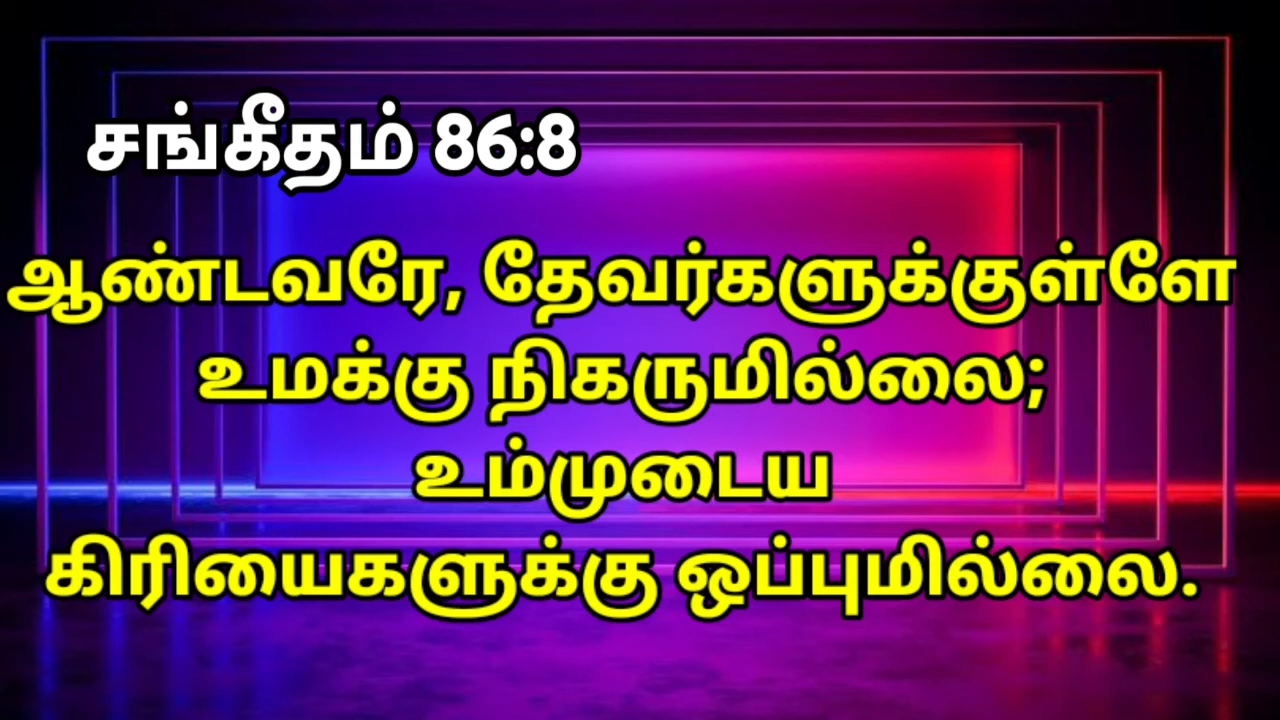 சங்கீதம் 86:8
ஆண்டவரே, தேவர்களுக்குள்ளே
உமக்கு நிகருமில்லை;
உம்முடைய
கிரியைகளுக்கு ஒப்புமில்லை.